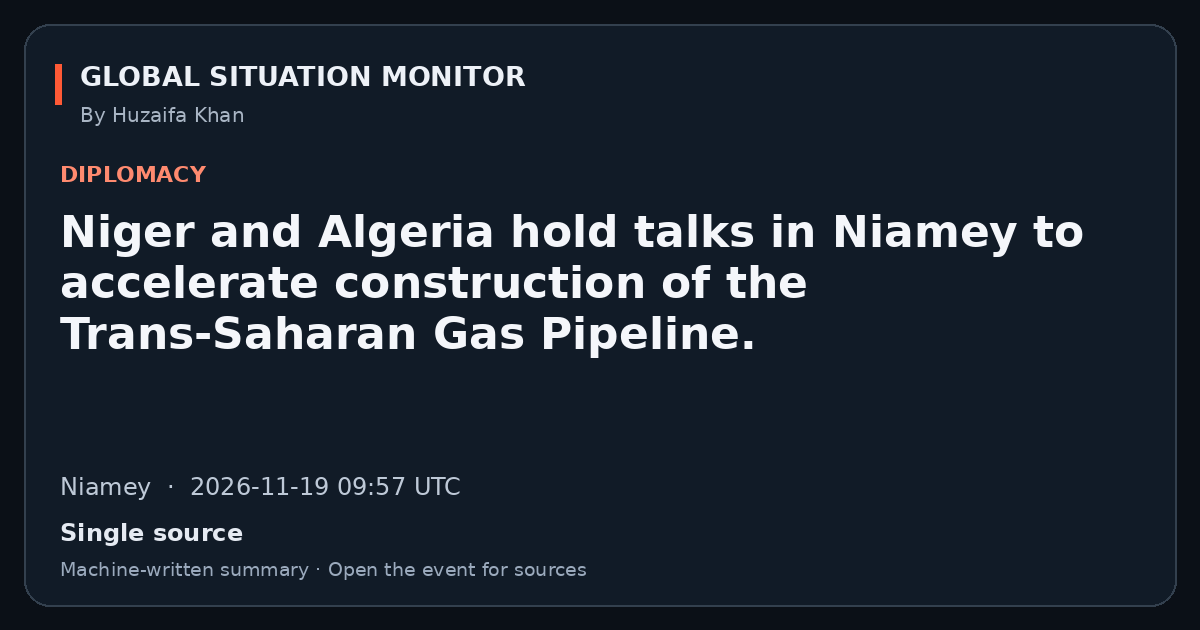 GLOBAL SITUATION MONITOR
By Huzaifa Khan
DIPLOMACY
Niger and Algeria hold talks in Niamey to
accelerate construction of the
Trans-Saharan Gas Pipeline.
Niamey · 2026-11-19 09:57 UTC
Single source
Machine-written summary · Open the event for sources